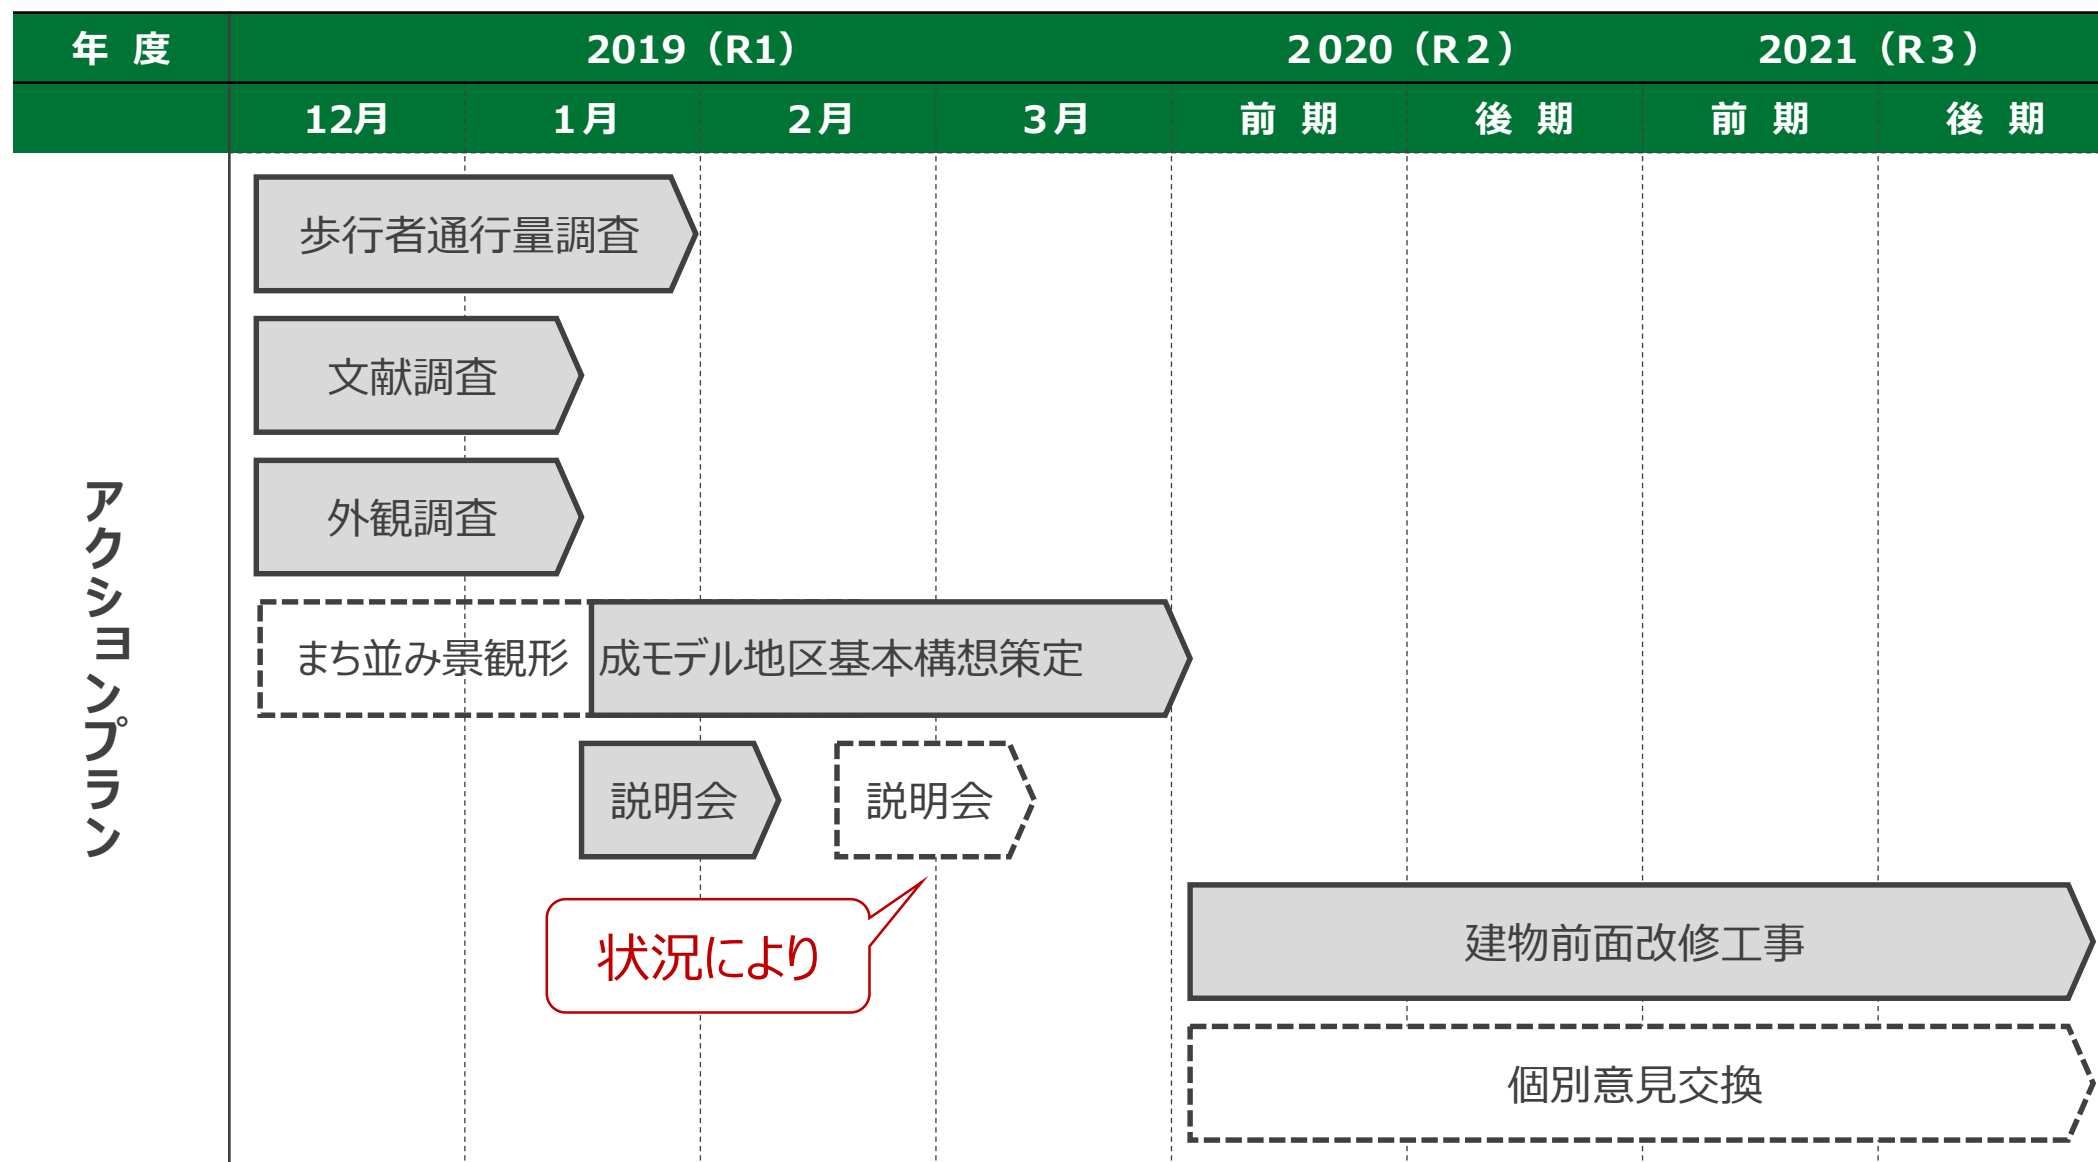 年 度
2019（R1）
２020（R２）
2021（R３）
12月
１月
２月
３月
前 期
後 期
前 期
後 期
アクションプラン
歩行者通行量調査
文献調査
外観調査
まち並み景観形成モデル地区基本構想策定
説明会
説明会
状況により
建物前面改修工事
個別意見交換